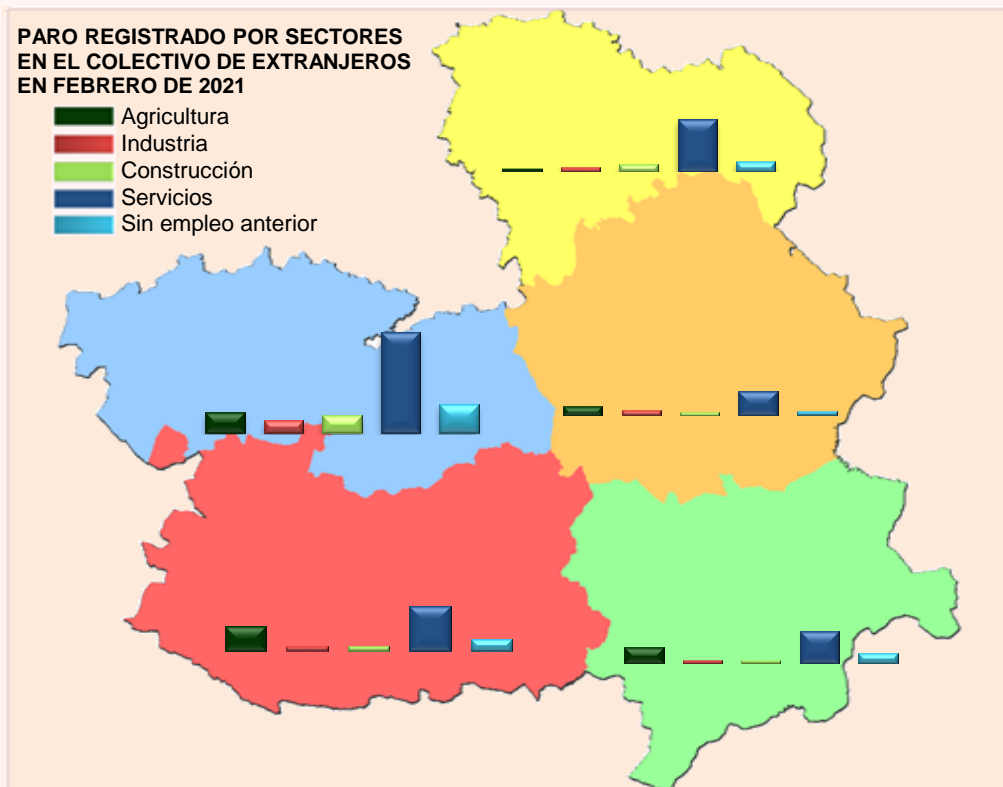 PARO REGISTRADO POR SECTORES
EN EL COLECTIVO DE EXTRANJEROS
EN FEBRERO DE 2021
Agricultura
Industria
Construcción
Servicios
Sin empleo anterior